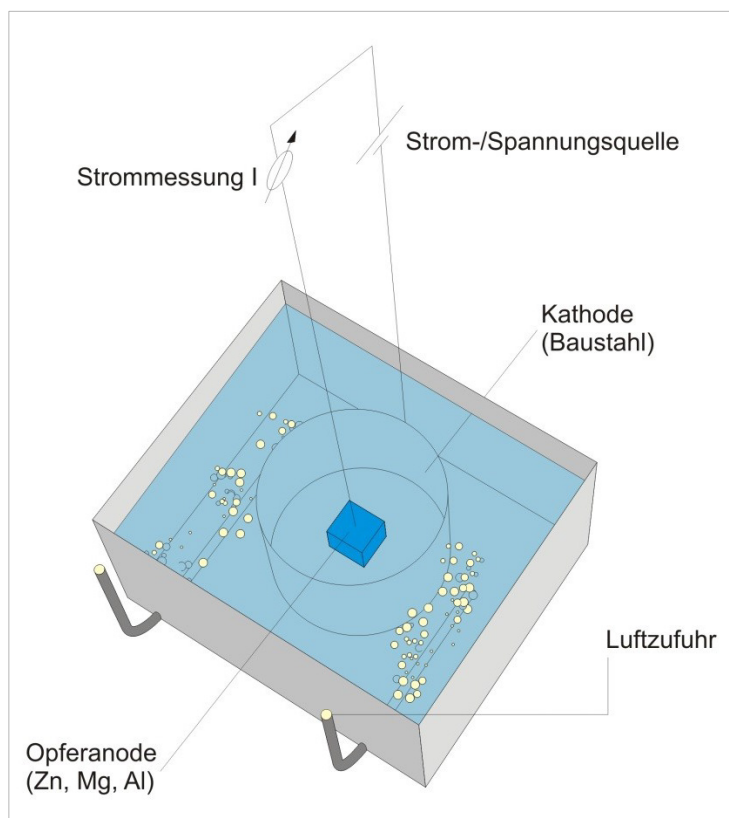 Strom-/Spannungsquelle
Strommessung I
Kathode
(Baustahl)
Luftzufuhr
Opferanode
(Zn, Mg, Al)